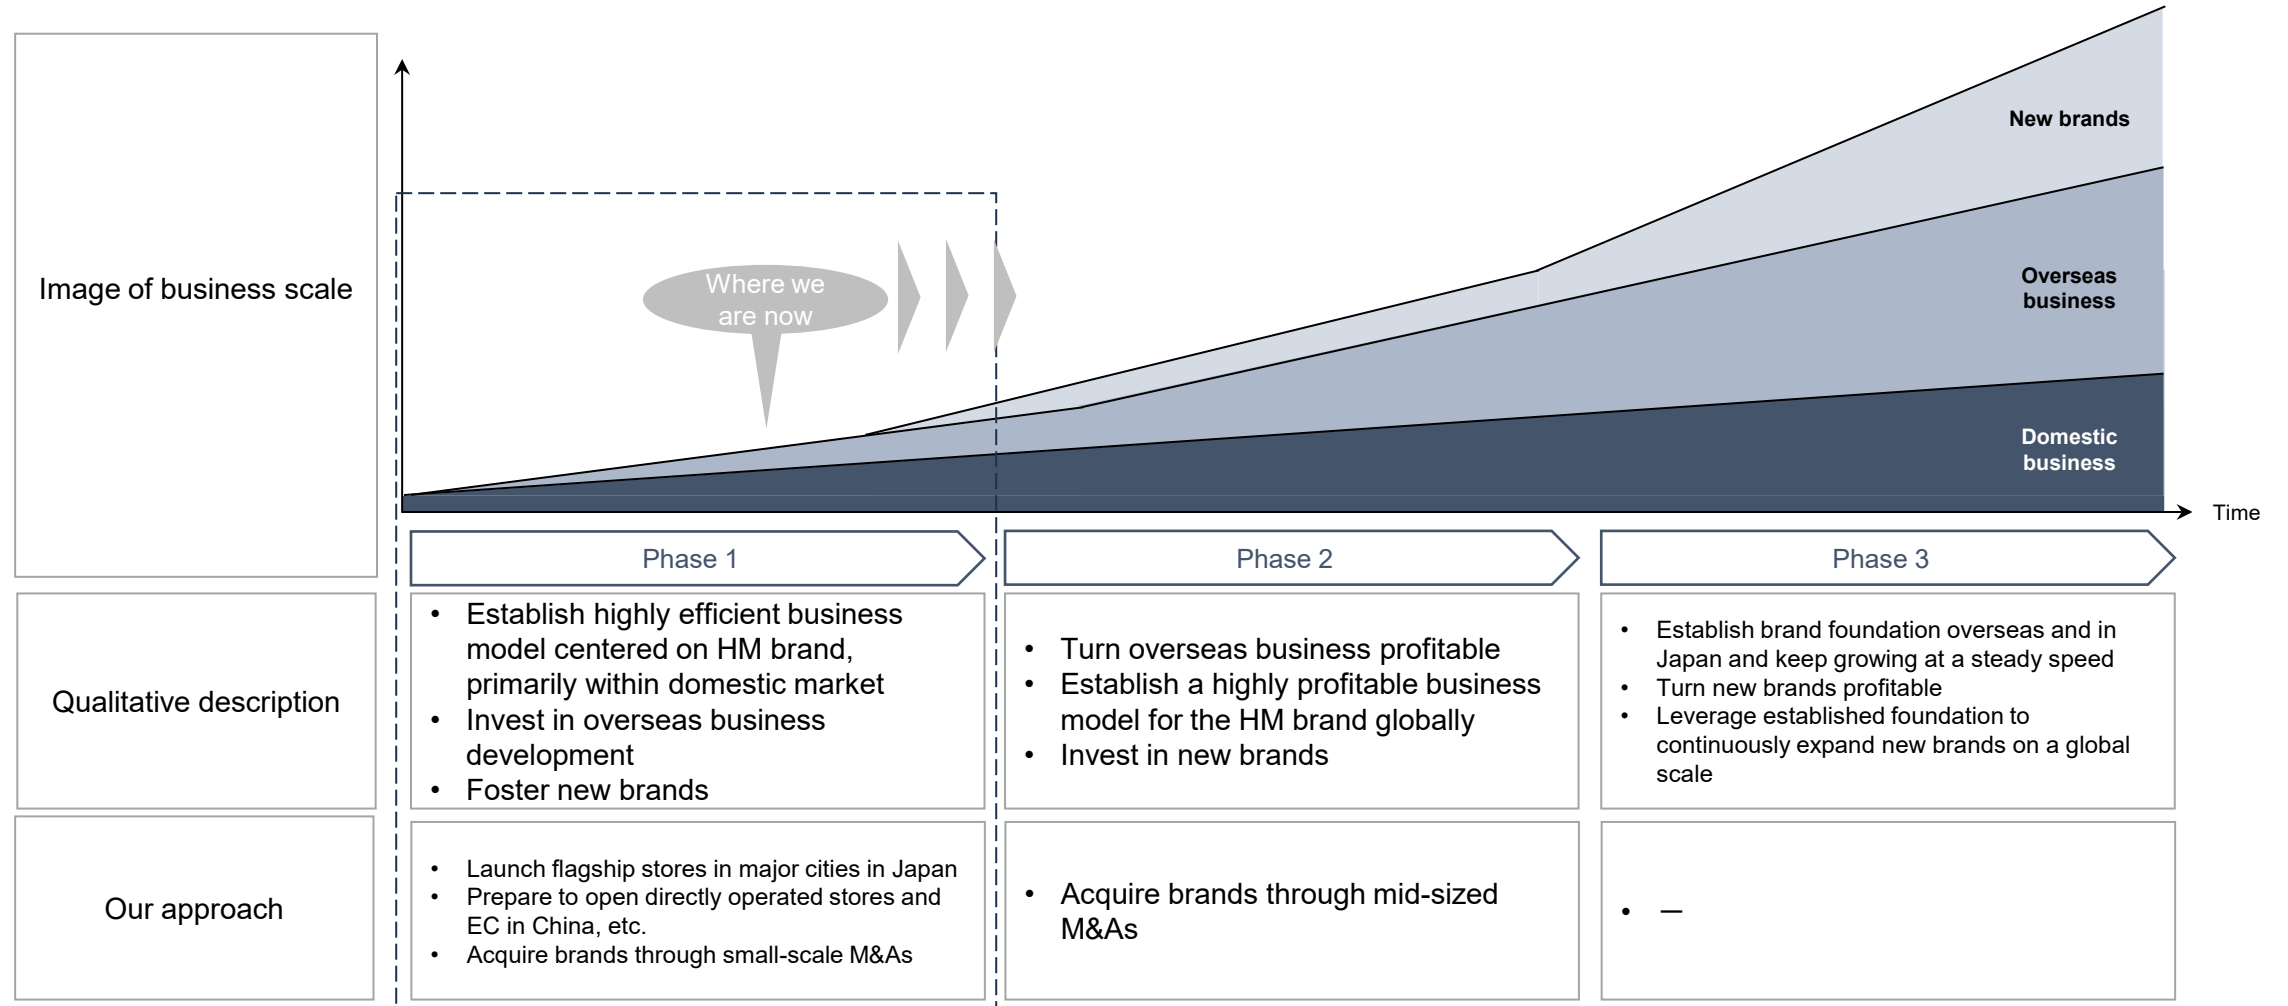 New brands
Image of business scale
Where we
are now
Overseas
business
Domestic
business
Time
Phase 1
Phase 2
Phase 3
Qualitative description
• Establish highly efficient business
model centered on HM brand,
primarily within domestic market
• Invest in overseas business
development
• Foster new brands
• Turn overseas business profitable
• Establish a highly profitable business
model for the HM brand globally
• Invest in new brands
• Establish brand foundation overseas and in
Japan and keep growing at a steady speed
• Turn new brands profitable
• Leverage established foundation to
continuously expand new brands on a global
scale
Our approach
• Launch flagship stores in major cities in Japan
• Prepare to open directly operated stores and
EC in China, etc.
• Acquire brands through small-scale M&As
• Acquire brands through mid-sized
M&As
• —